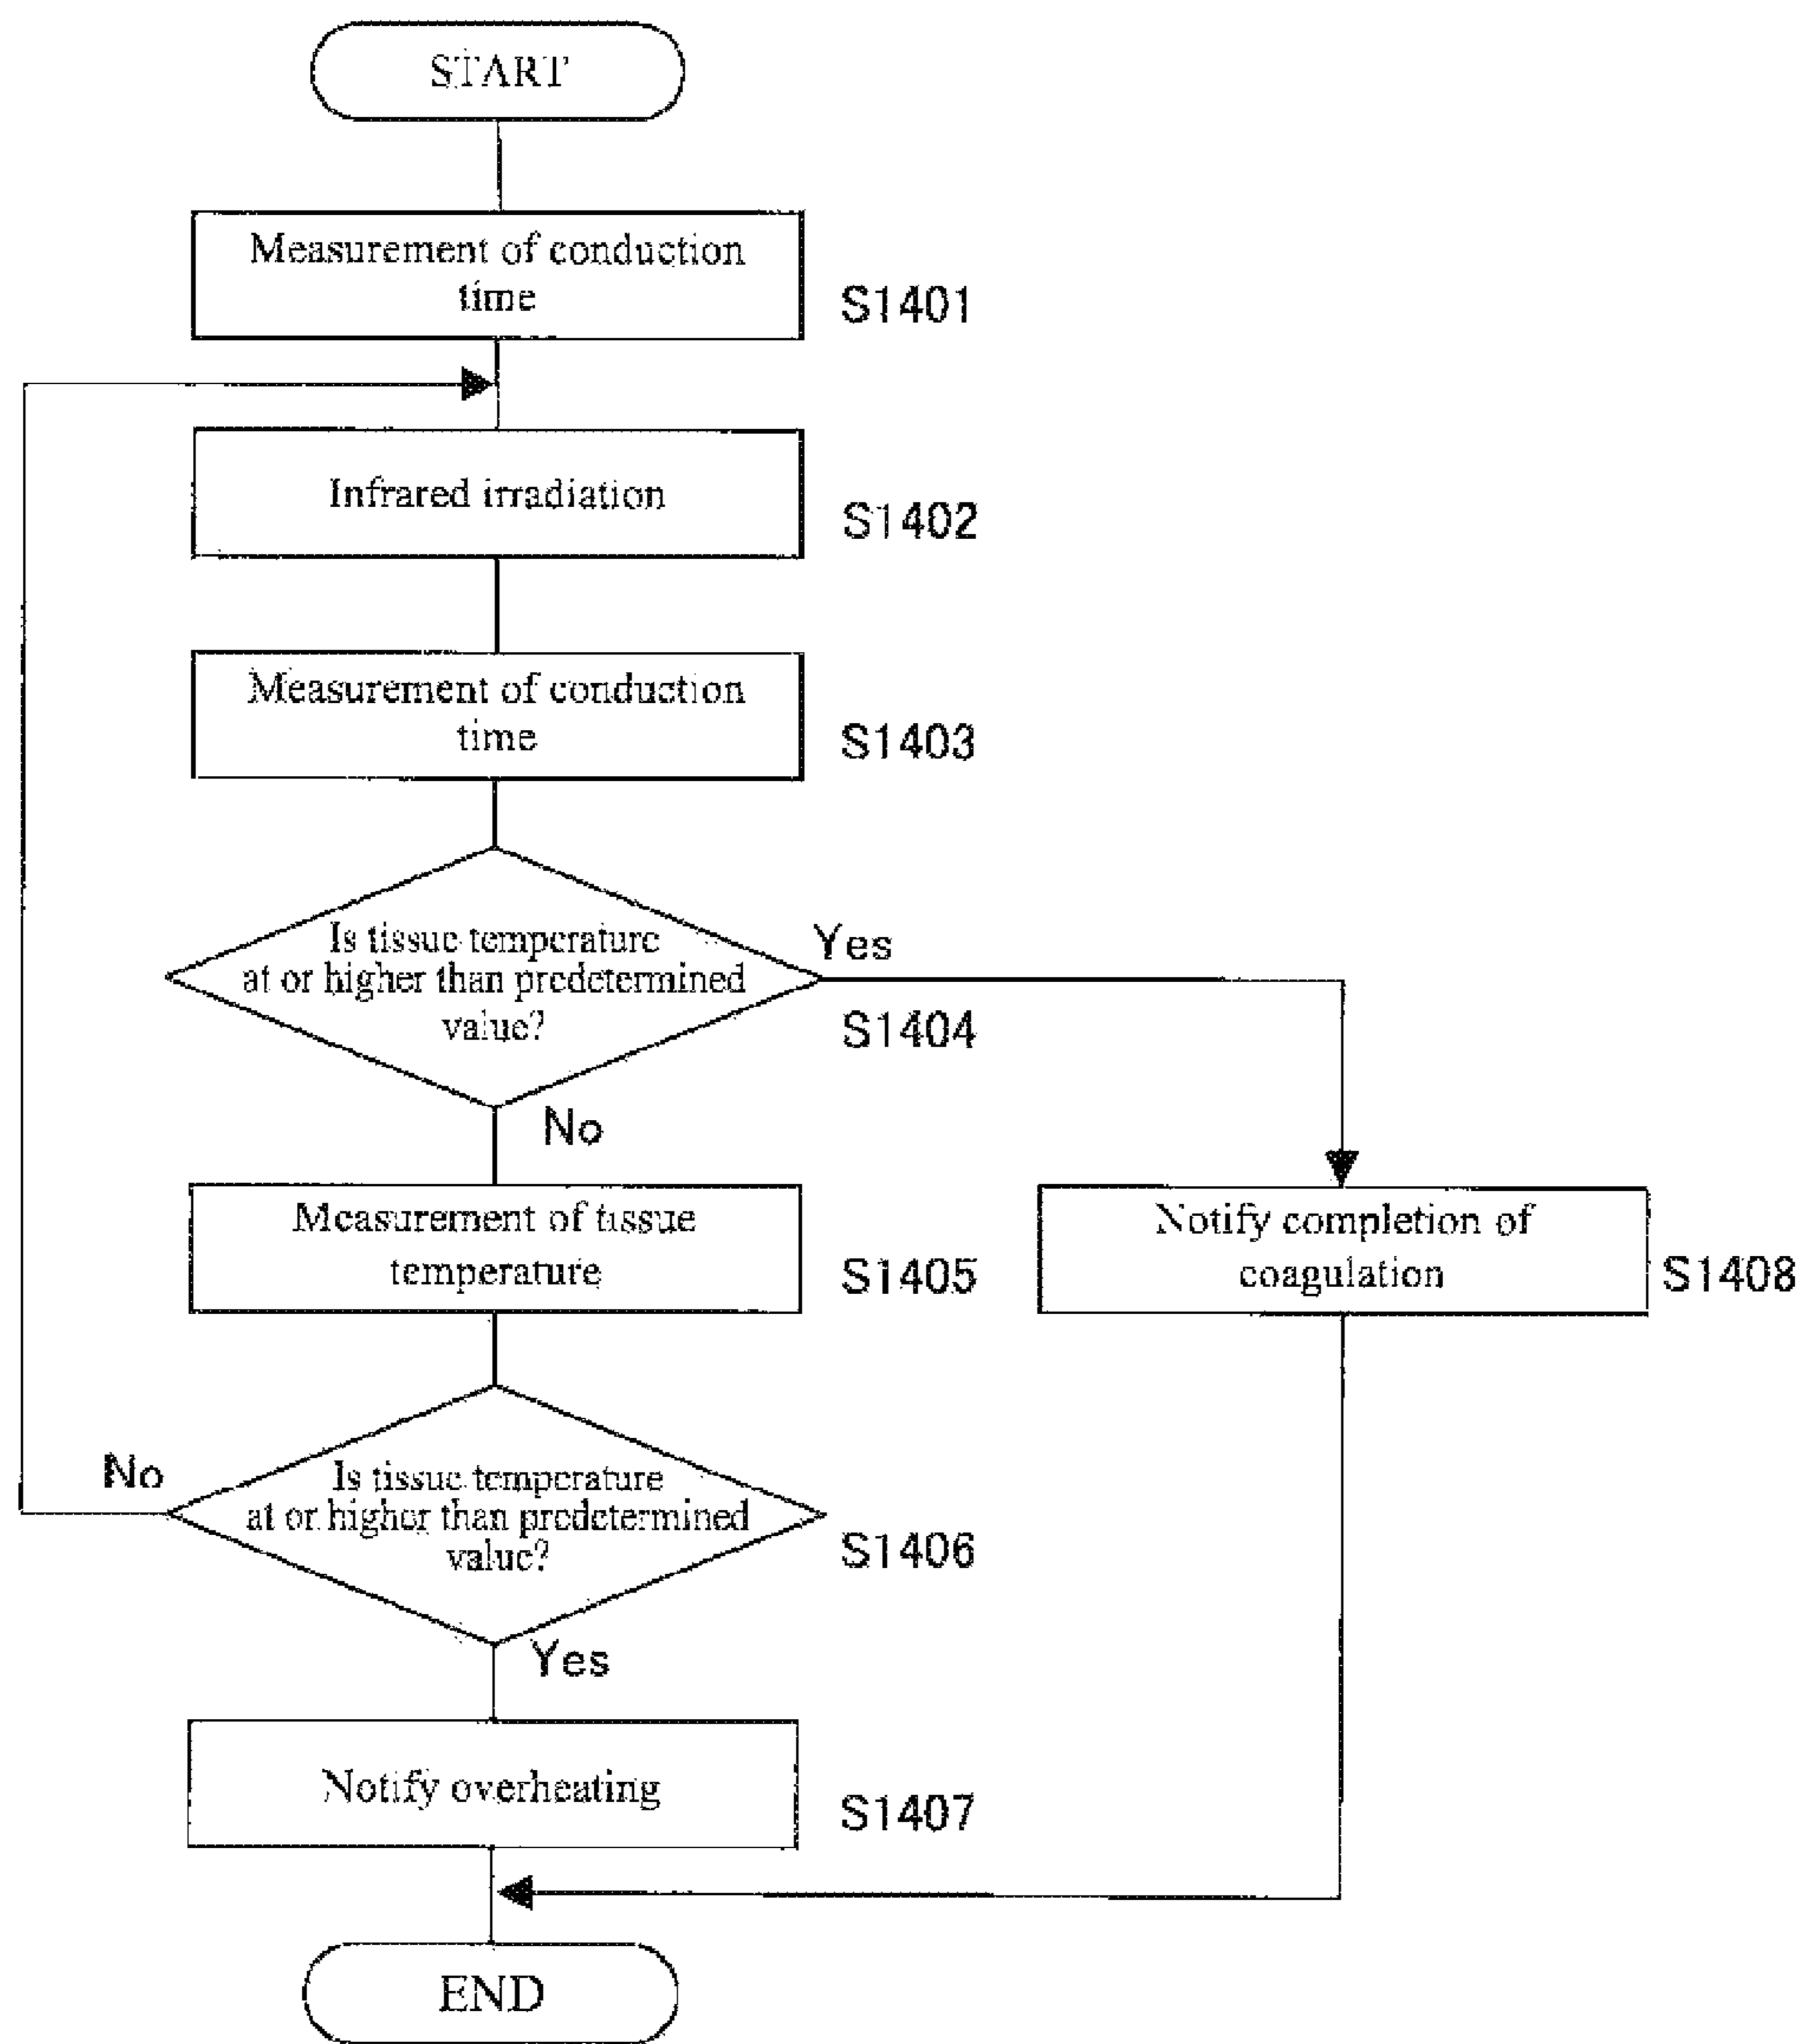 START
Measurement of conduction
time
S1401
Infrared irradiation
S1402
Measurement of conduction
time
S1403
Is tissue temperature
at or higher than predetermined
value?
Yes
S1404
No
Measurement of tissue
temperature
S1405
Notify completion of
coagulation
S1408
No
Is tissue temperature
at or higher than predetermined
value?
S1406
Yes
Notify overheating
S1407
END